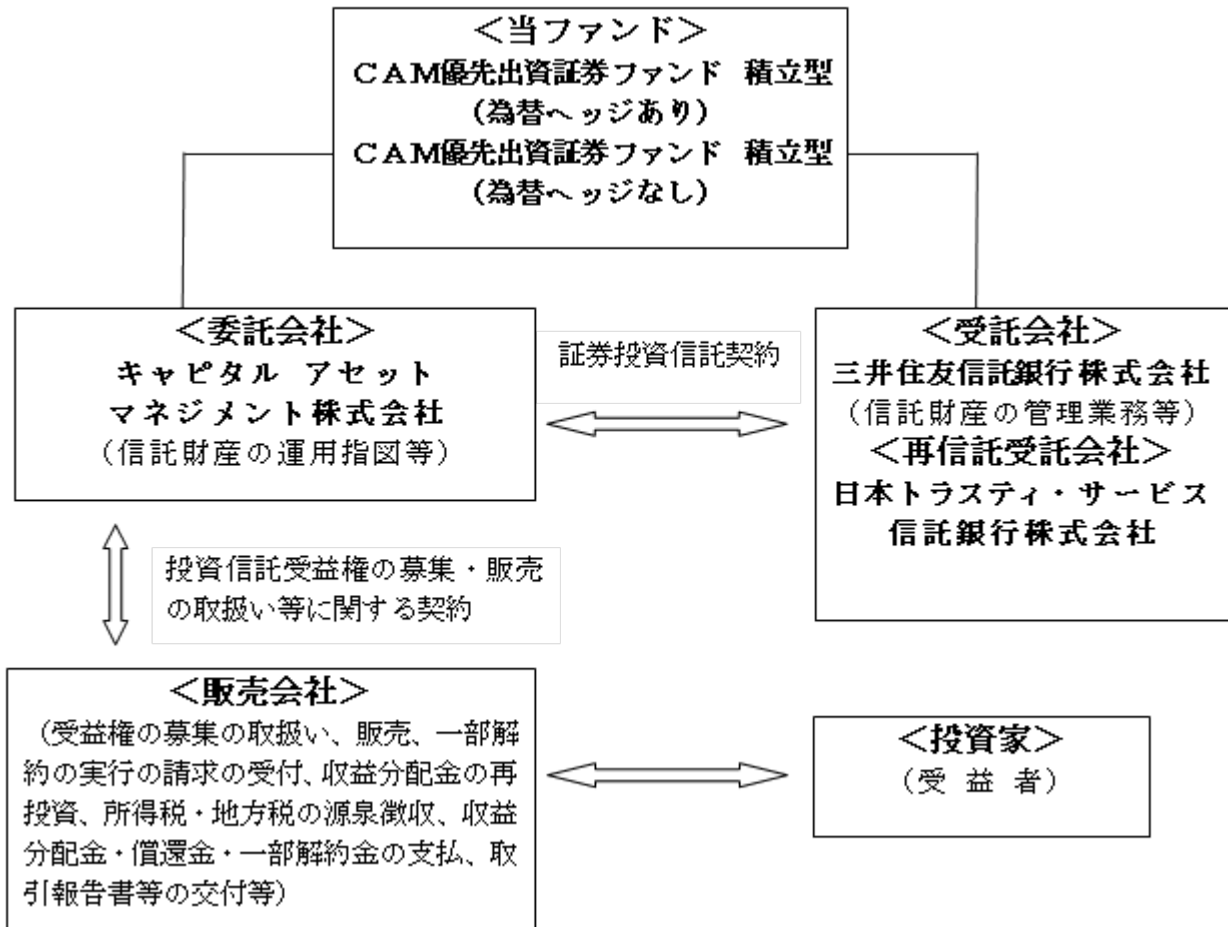 ＜当ファンド＞
ＣＡＭ優先出資証券ファンド 積立型
（為替ヘッジあり）
ＣＡＭ優先出資証券ファンド 積立型
（為替ヘッジなし）
＜委託会社＞
キャピタル アセット
マネジメント株式会社
（信託財産の運用指図等）
証券投資信託契約
＜受託会社＞
三井住友信託銀行株式会社
（信託財産の管理業務等）
＜再信託受託会社＞
日本トラスティ・サービス
信託銀行株式会社
投資信託受益権の募集・販売
の取扱い等に関する契約
＜販売会社＞
（受益権の募集の取扱い、販売、一部解
約の実行の請求の受付、収益分配金の再
投資、所得税・地方税の源泉徴収、収益
分配金・償還金・一部解約金の支払、取
引報告書等の交付等）
＜投資家＞
（受 益 者）